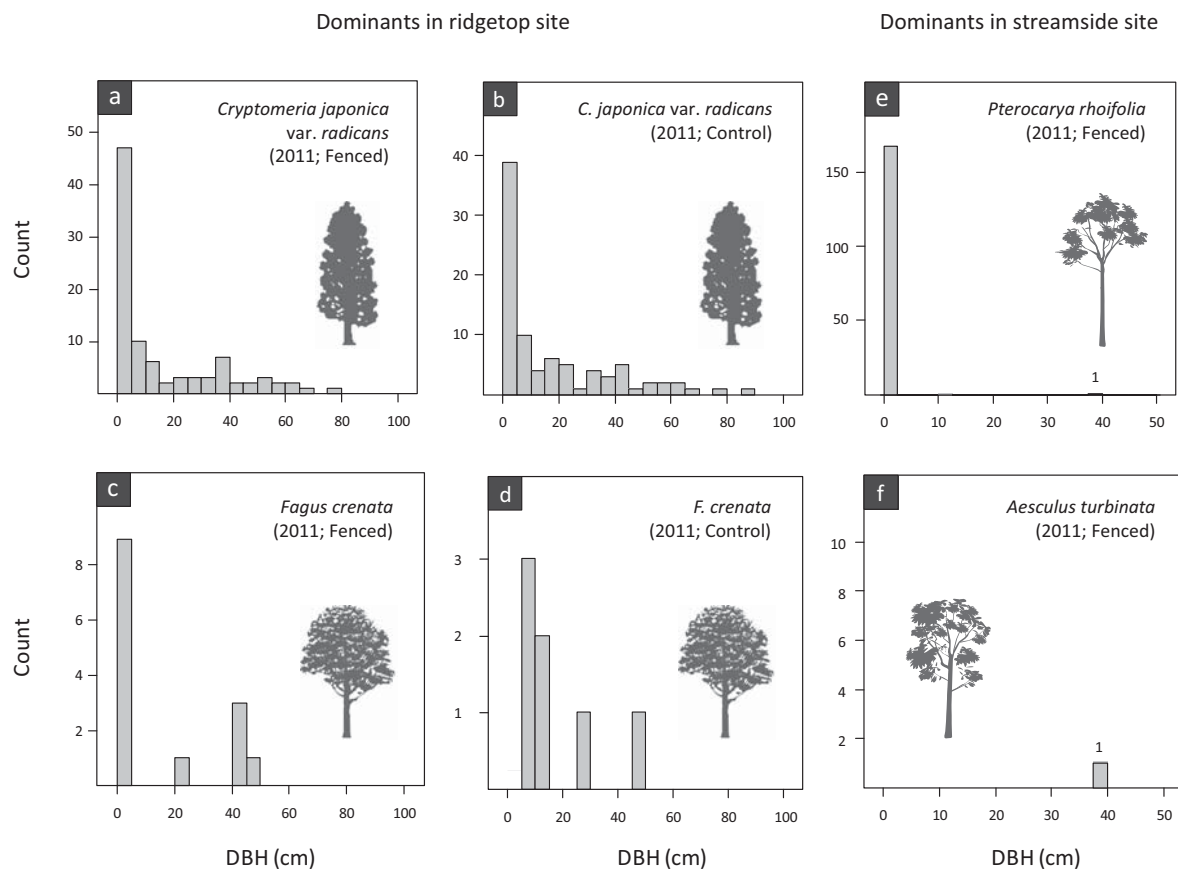 Dominants in ridgetop site
Dominants in streamside site
a
Cryptomeria japonica
var. radicans
(2011; Fenced)
50
40
30
20
10
0 20 40 60 80 100
Count
b
C. japonica var. radicans
(2011; Control)
40
30
20
10
0 20 40 60 80 100
e
Pterocarya rhoifolia
(2011; Fenced)
150
100
50
1
0 10 20 30 40 50
c
Fagus crenata
(2011; Fenced)
8
6
4
2
0 20 40 60 80 100
Count
DBH (cm)
d
F. crenata
(2011; Control)
3
2
1
0 20 40 60 80 100
DBH (cm)
f
Aesculus turbinata
(2011; Fenced)
10
8
6
4
2
1
0 10 20 30 40 50
DBH (cm)